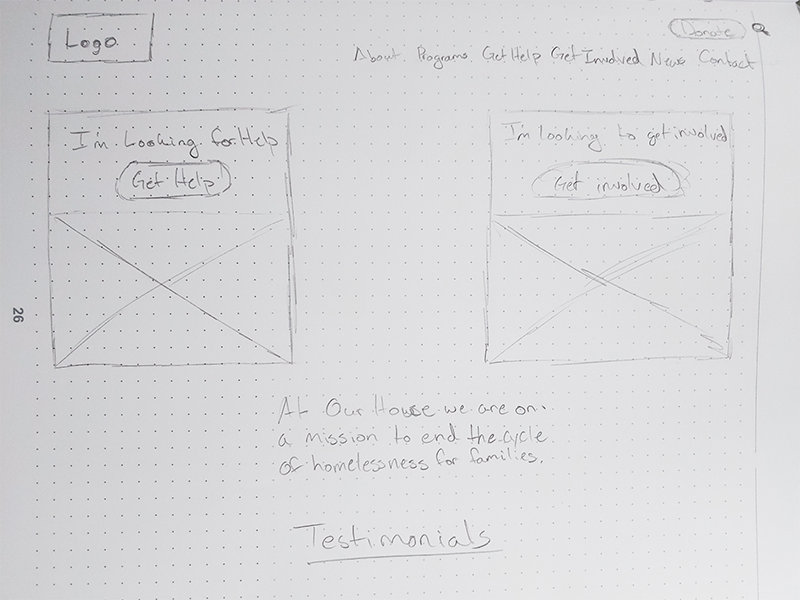 Logo
Donate
About Programs Get Help Get Involved News Contact
I'm Looking for Help
Get Help
I'm looking to get involved
Get involved
26
At Our House we are on
a mission to end the cycle
of homelessness for families.
Testimonials